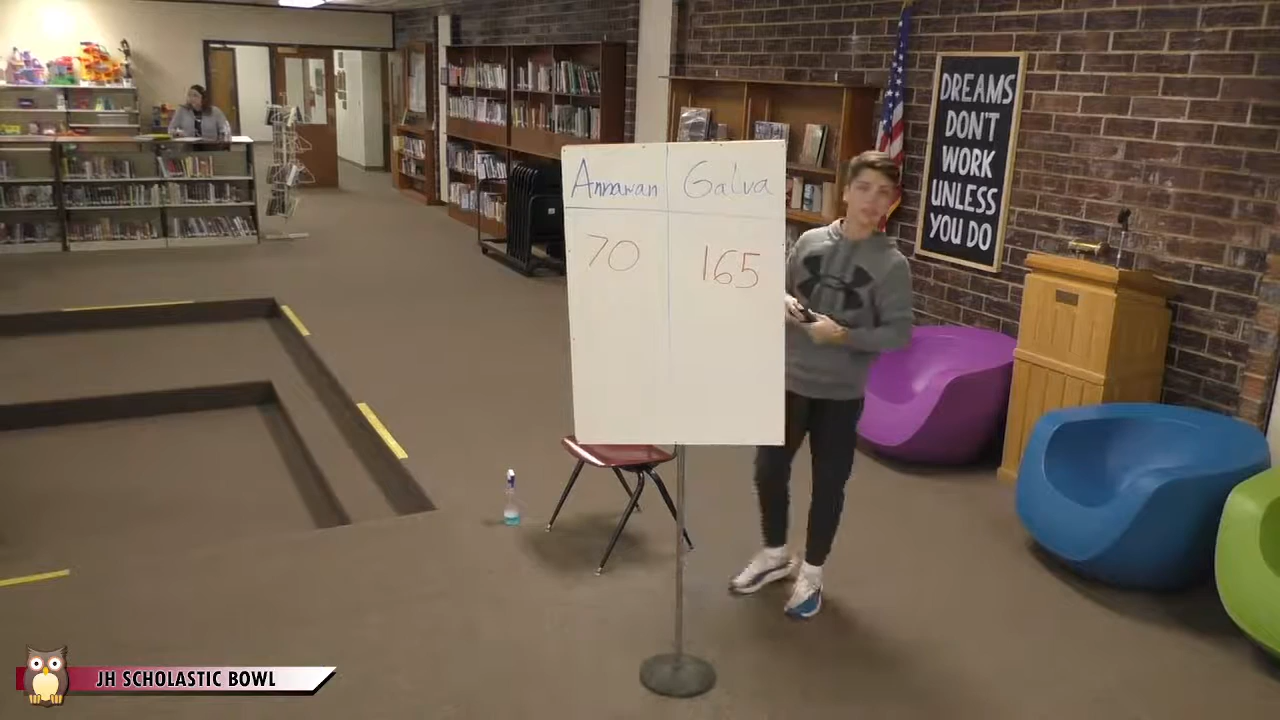 Annawan Galva
70 165
DREAMS
DON'T
WORK
UNLESS
YOU DO
JH SCHOLASTIC BOWL